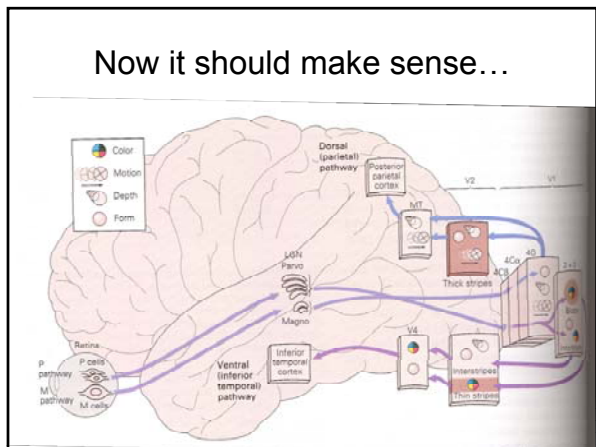 Now it should make sense…
Color
Motion
Depth
Form
Dorsal
(parietal)
pathway
Posterior
parietal
cortex
V2
V1
MT
Thick stripes
4Cα
4Cβ
2+3
LGN
Parvo
Magno
Retina
P cells
P
pathway
M
pathway
M cells
Ventral
(inferior
temporal)
pathway
Inferior
temporal
cortex
V4
Interstripes
Thin stripes